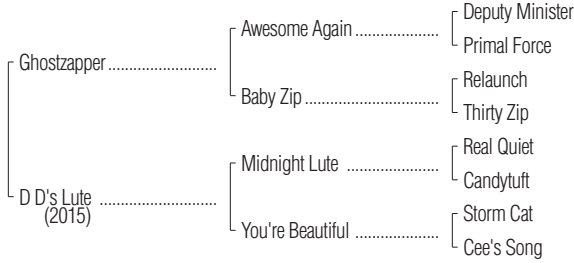 Deputy Minister
Awesome Again ....................
Primal Force
Ghostzapper ..........................
Relaunch
Baby Zip ................................
Thirty Zip
Real Quiet
Midnight Lute ......................
Candytuft
D D's Lute ............................
(2015)
Storm Cat
You're Beautiful ....................
Cee's Song